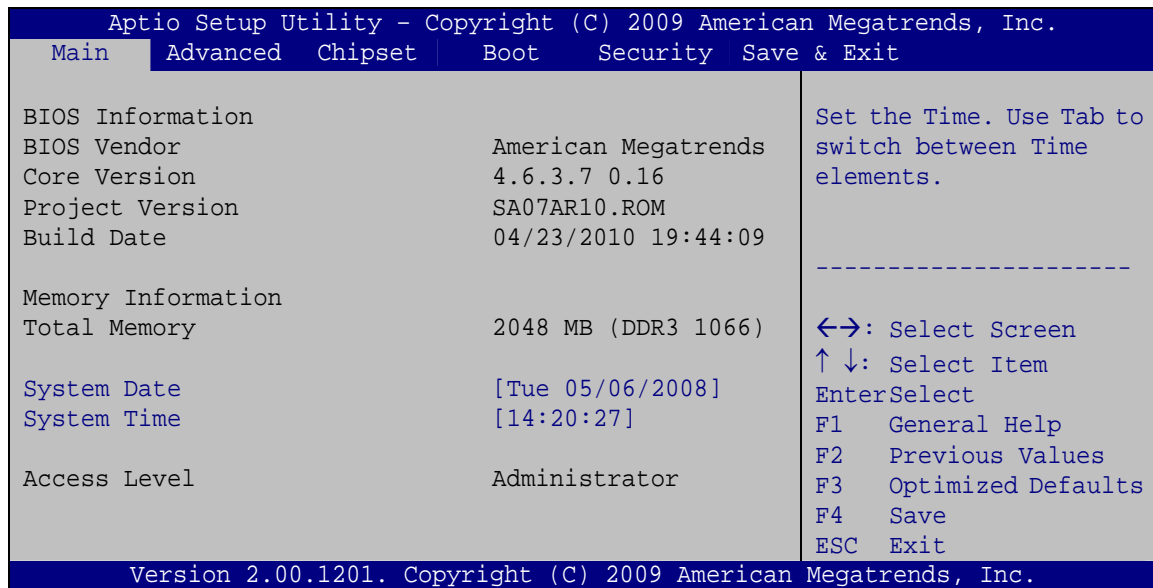 Aptio Setup Utility – Copyright (C) 2009 American Megatrends, Inc.
Main Advanced Chipset Boot Security Save & Exit
BIOS Information
BIOS Vendor American Megatrends
Core Version 4.6.3.7 0.16
Project Version SA07AR10.ROM
Build Date 04/23/2010 19:44:09
Memory Information
Total Memory 2048 MB (DDR3 1066)
System Date [Tue 05/06/2008]
System Time [14:20:27]
Access Level Administrator
Set the Time. Use Tab to
switch between Time
elements.
----------------------
←→: Select Screen
↑ ↓: Select Item
EnterSelect
F1 General Help
F2 Previous Values
F3 Optimized Defaults
F4 Save
ESC Exit
Version 2.00.1201. Copyright (C) 2009 American Megatrends, Inc.